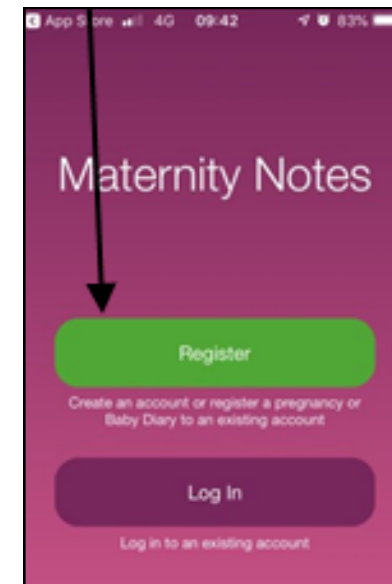 App Store 4G 09:42 83%
Maternity Notes
Register
Create an account or register a pregnancy or
Baby Diary to an existing account
Log In
Log in to an existing account